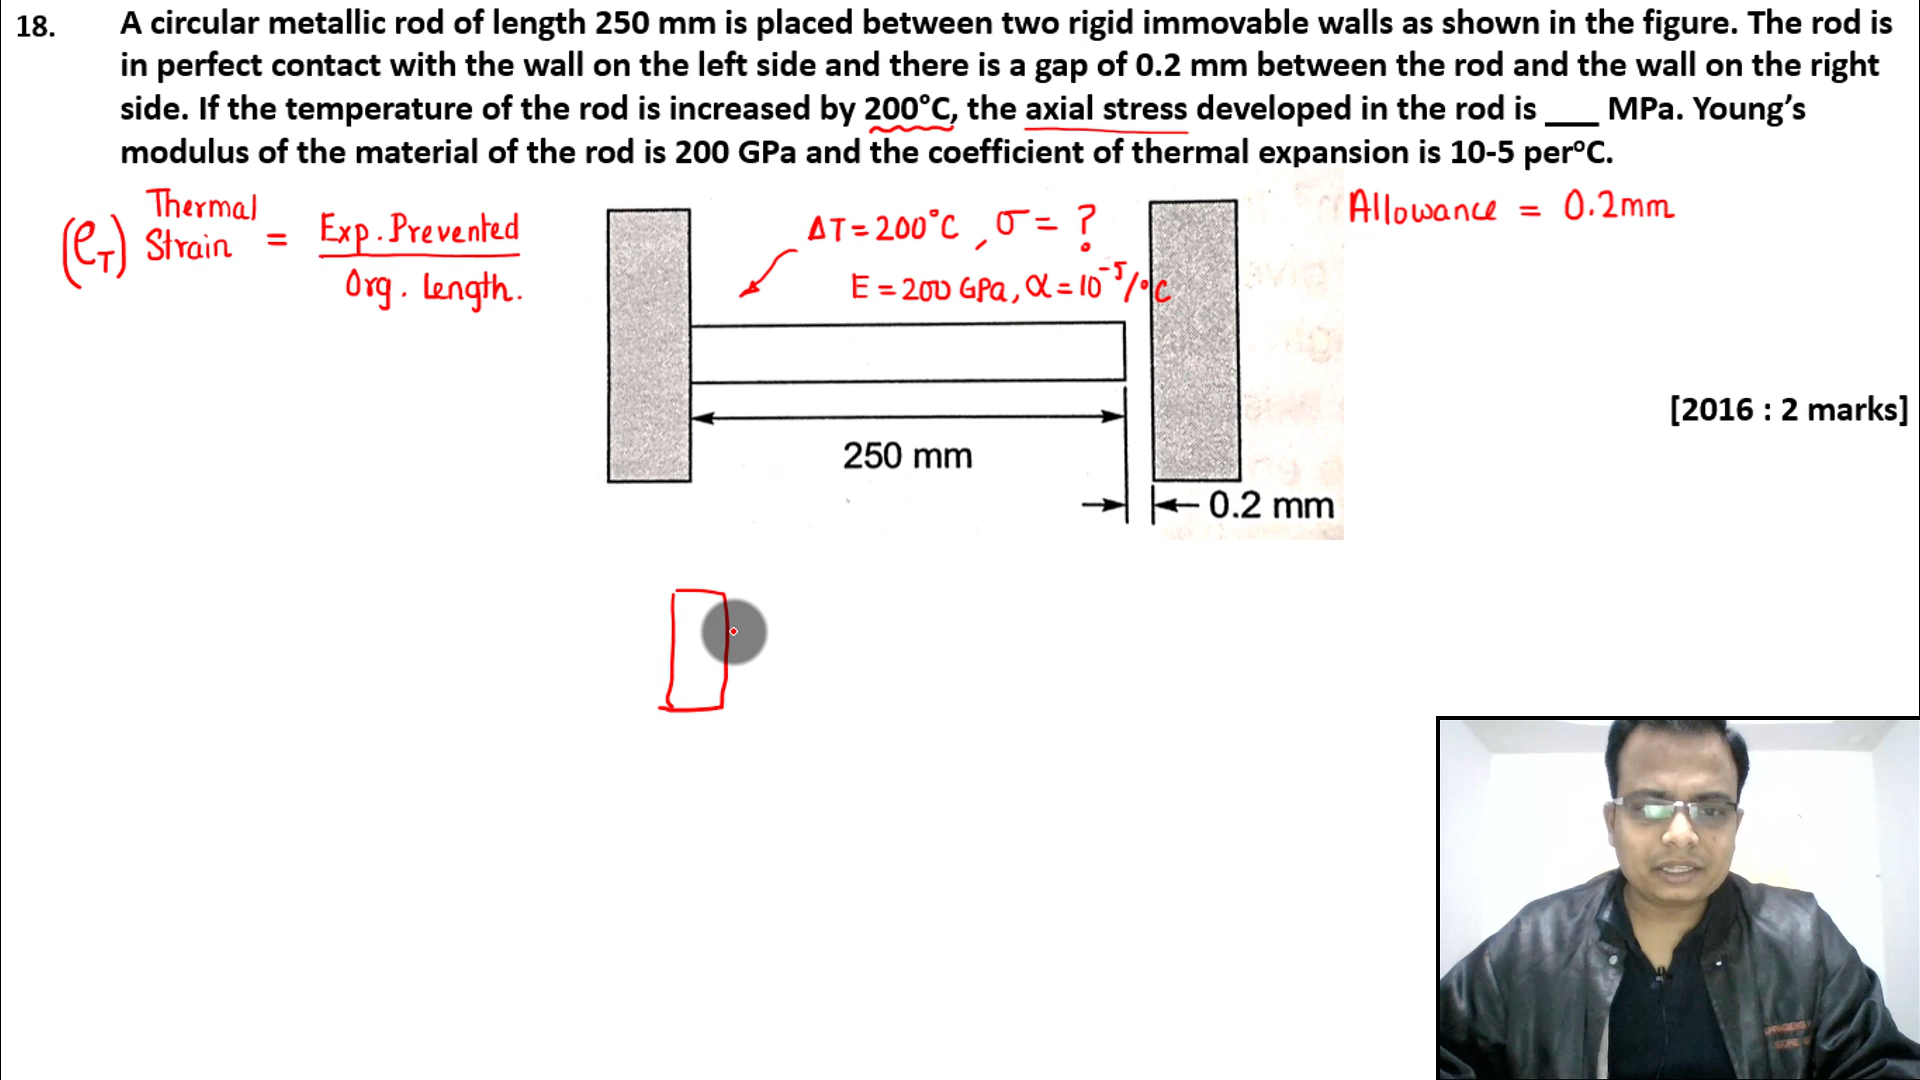 18. A circular metallic rod of length 250 mm is placed between two rigid immovable walls as shown in the figure. The rod is
in perfect contact with the wall on the left side and there is a gap of 0.2 mm between the rod and the wall on the right
side. If the temperature of the rod is increased by 200°C, the axial stress developed in the rod is ___ MPa. Young’s
modulus of the material of the rod is 200 GPa and the coefficient of thermal expansion is 10-5 per°C.
(e_T) Thermal Strain = Exp. Prevented / Org. Length.
ΔT = 200°C, σ = ?
E = 200 GPa, α = 10⁻⁵/°C
Allowance = 0.2mm
[2016 : 2 marks]
250 mm
0.2 mm